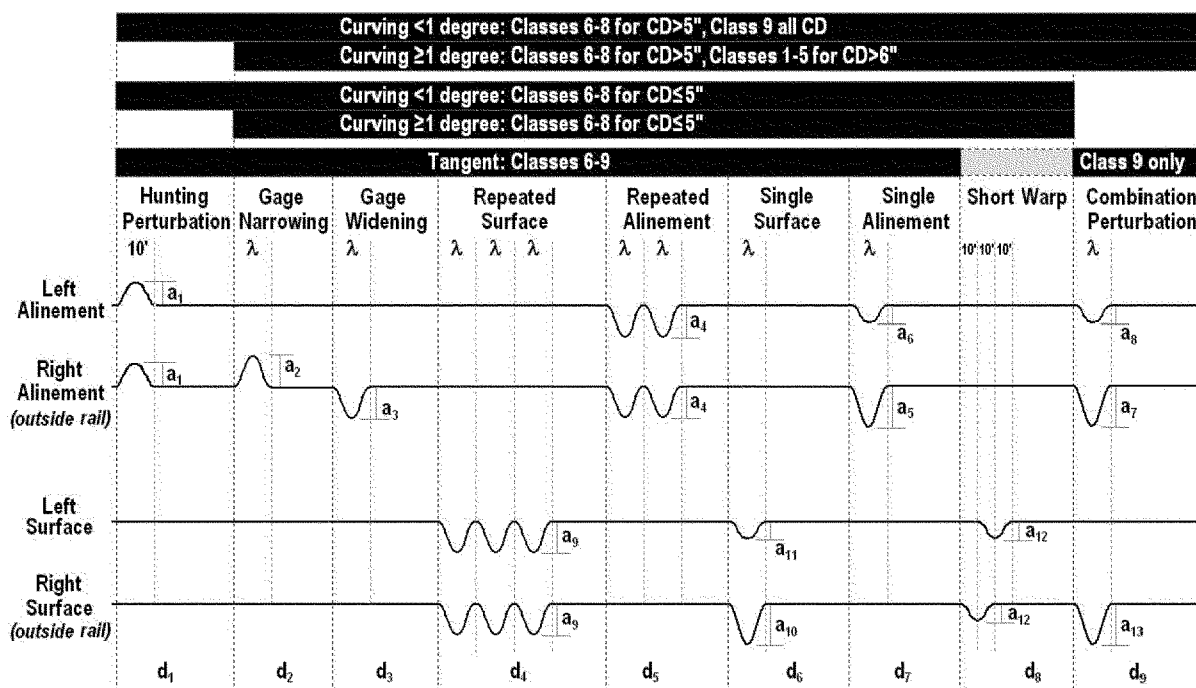 Curving <1 degree: Classes 6-8 for CD>5", Class 9 all CD
Curving ≥1 degree: Classes 6-8 for CD>5", Classes 1-5 for CD>6"
Curving <1 degree: Classes 6-8 for CD≤5"
Curving ≥1 degree: Classes 6-8 for CD≤5"
Tangent: Classes 6-9
Class 9 only
Hunting Perturbation
Gage Narrowing
Gage Widening
Repeated Surface
Repeated Alinement
Single Surface
Single Alinement
Short Warp
Combination Perturbation
10' λ λ λ λ λ λ λ λ λ 10' 10' 10' λ
Left Alinement
a1 a4 a6 a8
Right Alinement
(outside rail)
a1 a2 a3 a4 a5 a7
Left Surface
a9 a11 a12
Right Surface
(outside rail)
a9 a10 a12 a13
d1 d2 d3 d4 d5 d6 d7 d8 d9